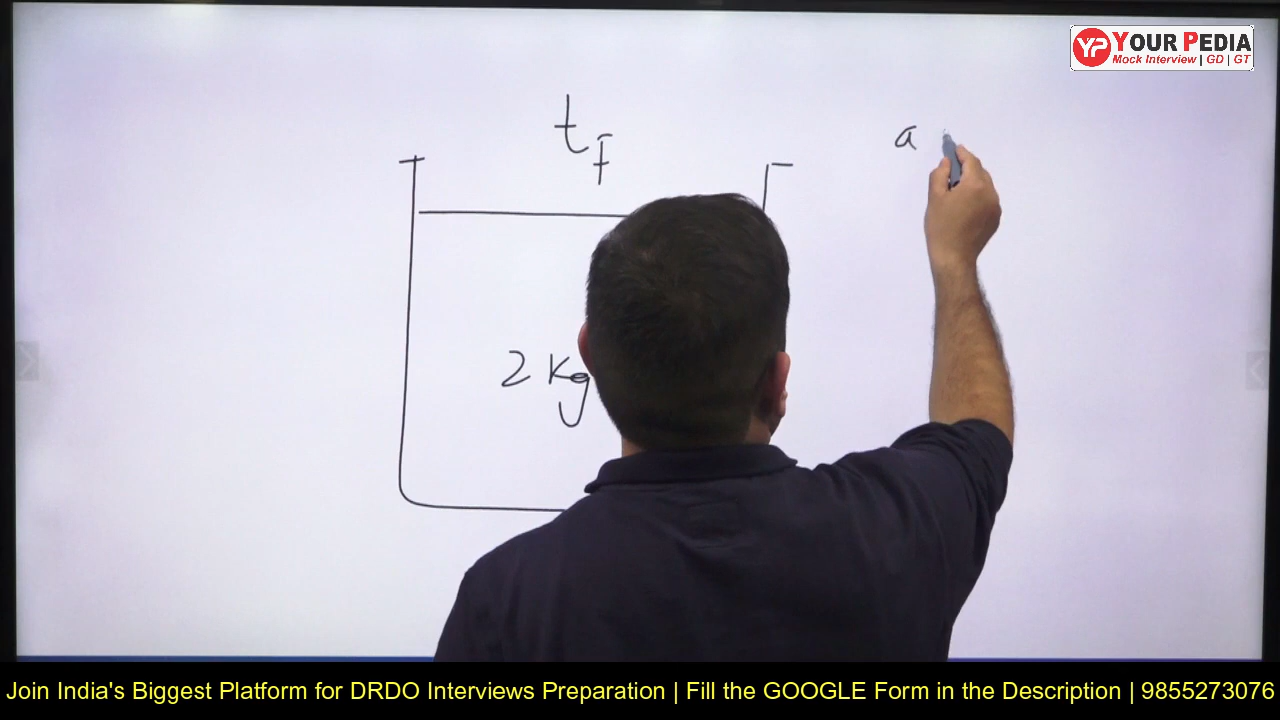 YOUR PEDIA
Mock Interview | GD | GT
t_f
a
2 Kg
Join India's Biggest Platform for DRDO Interviews Preparation | Fill the GOOGLE Form in the Description | 9855273076